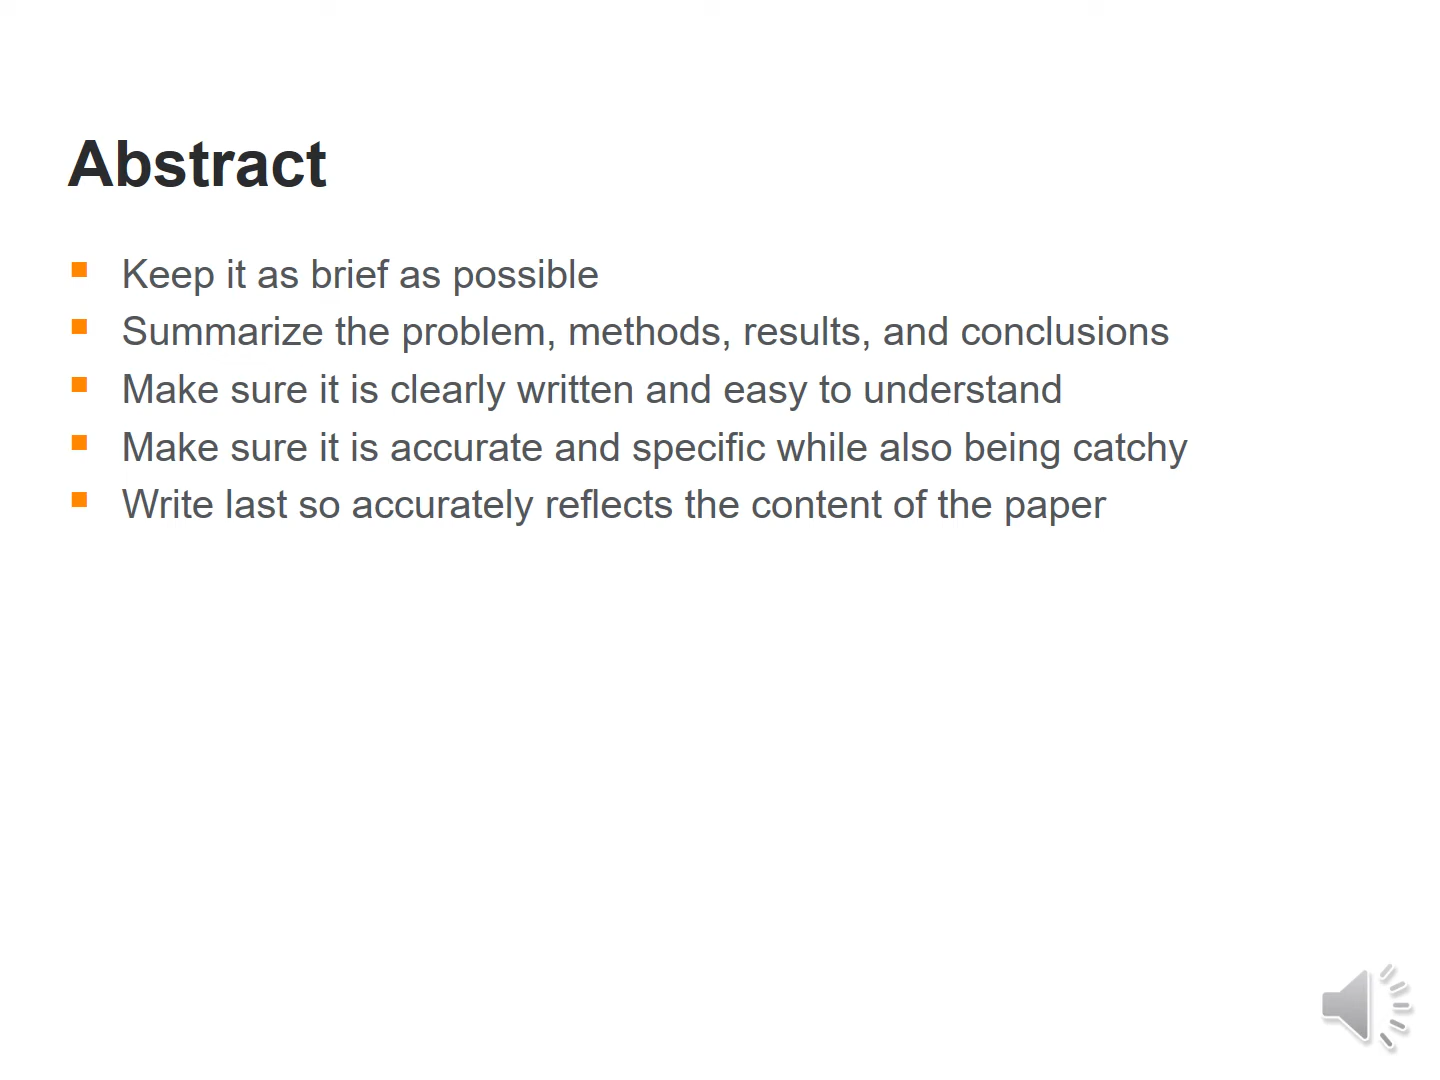 Abstract
Keep it as brief as possible
Summarize the problem, methods, results, and conclusions
Make sure it is clearly written and easy to understand
Make sure it is accurate and specific while also being catchy
Write last so accurately reflects the content of the paper